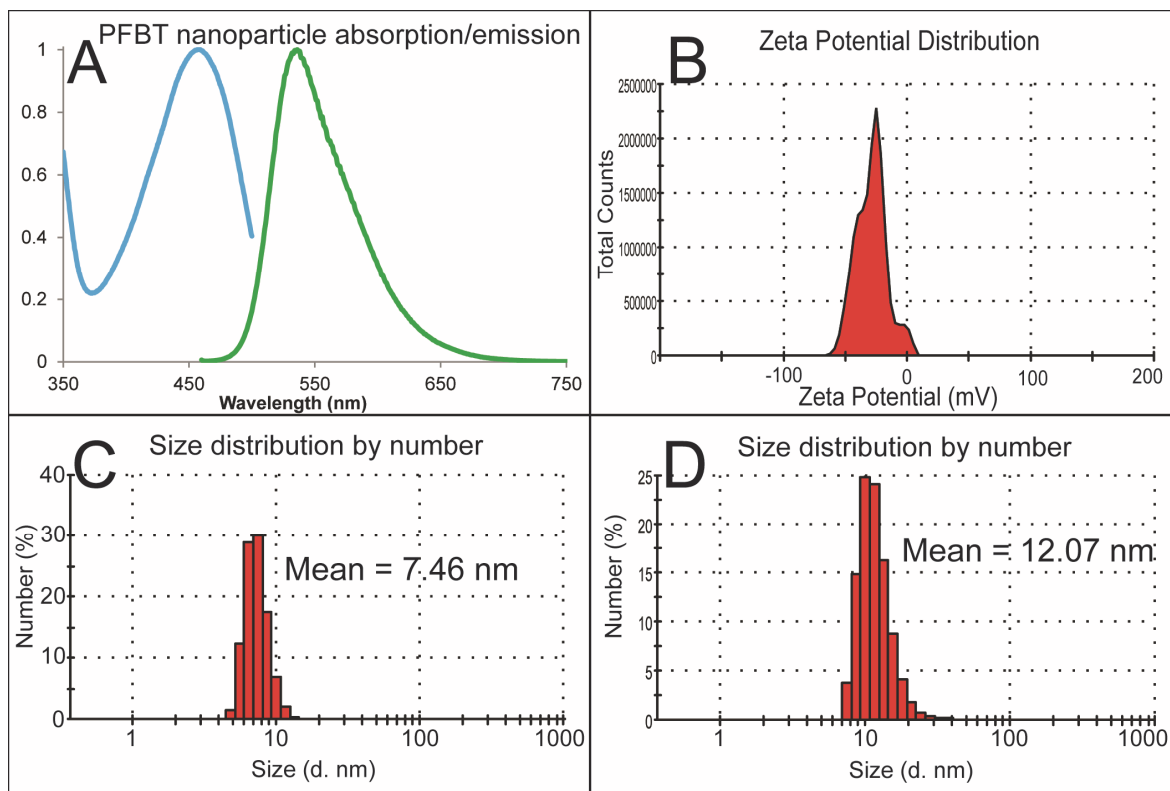 A
PFBT nanoparticle absorption/emission
1
0.8
0.6
0.4
0.2
0
350
450
550
650
750
Wavelength (nm)
B
Zeta Potential Distribution
Total Counts
2500000
2000000
1500000
1000000
500000
0
-100
0
100
200
Zeta Potential (mV)
C
Size distribution by number
Number (%)
40
30
20
10
0
Mean = 7.46 nm
1
10
100
1000
Size (d. nm)
D
Size distribution by number
Number (%)
25
20
15
10
5
0
Mean = 12.07 nm
1
10
100
1000
Size (d. nm)